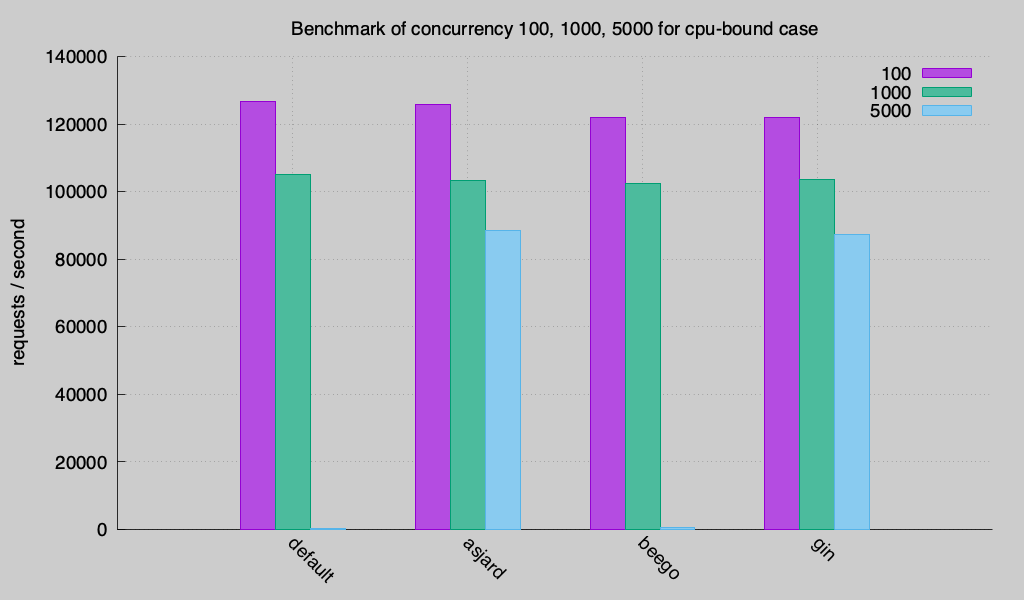 Benchmark of concurrency 100, 1000, 5000 for cpu-bound case
100
1000
5000
requests / second
140000
120000
100000
80000
60000
40000
20000
0
default
asjard
beego
gin